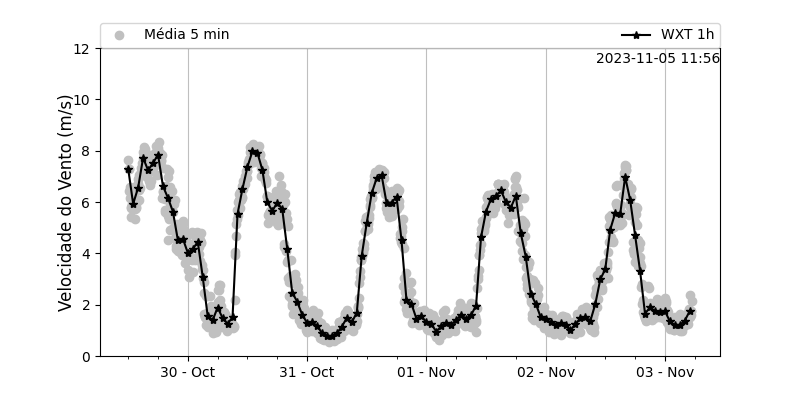 Média 5 min
WXT 1h
2023-11-05 11:56
Velocidade do Vento (m/s)
12
10
8
6
4
2
0
30 - Oct
31 - Oct
01 - Nov
02 - Nov
03 - Nov